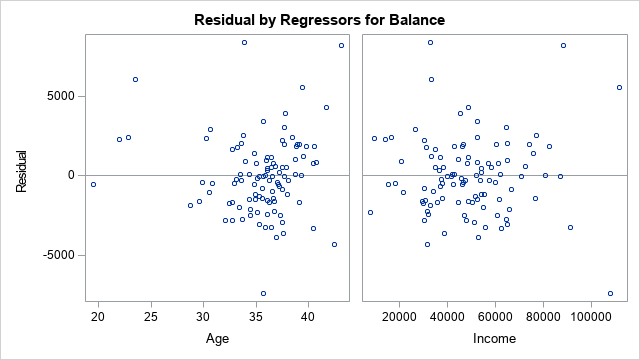 Residual by Regressors for Balance
Residual
5000
0
-5000
20 25 30 35 40
20000 40000 60000 80000 100000
Age
Income